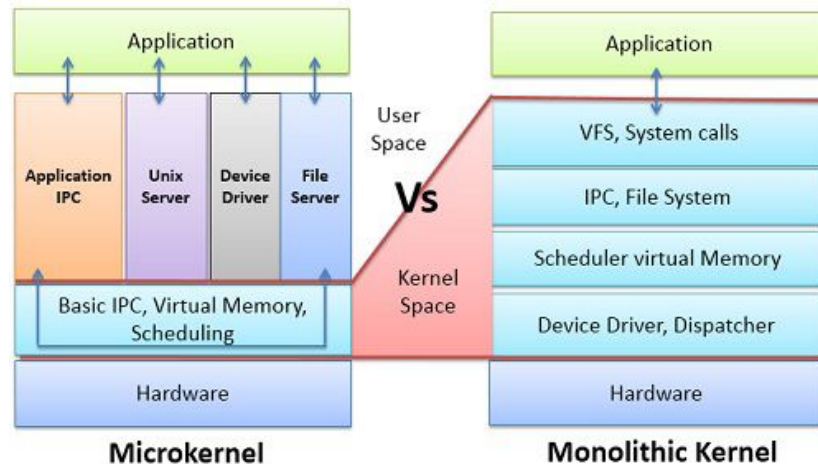 Application
Application
IPC
Unix
Server
Device
Driver
File
Server
Basic IPC, Virtual Memory,
Scheduling
Hardware
Microkernel
User
Space
Vs
Kernel
Space
Application
VFS, System calls
IPC, File System
Scheduler virtual Memory
Device Driver, Dispatcher
Hardware
Monolithic Kernel